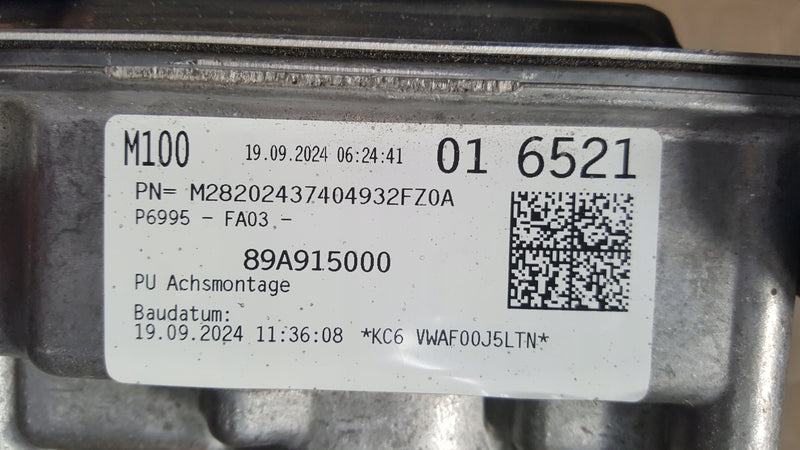 M100 19.09.2024 06:24:41 01 6521
PN= M28202437404932FZ0A
P6995 - FA03 -
89A915000
PU Achsmontage
Baudatum:
19.09.2024 11:36:08 *KC6 VWAF00J5LTN*